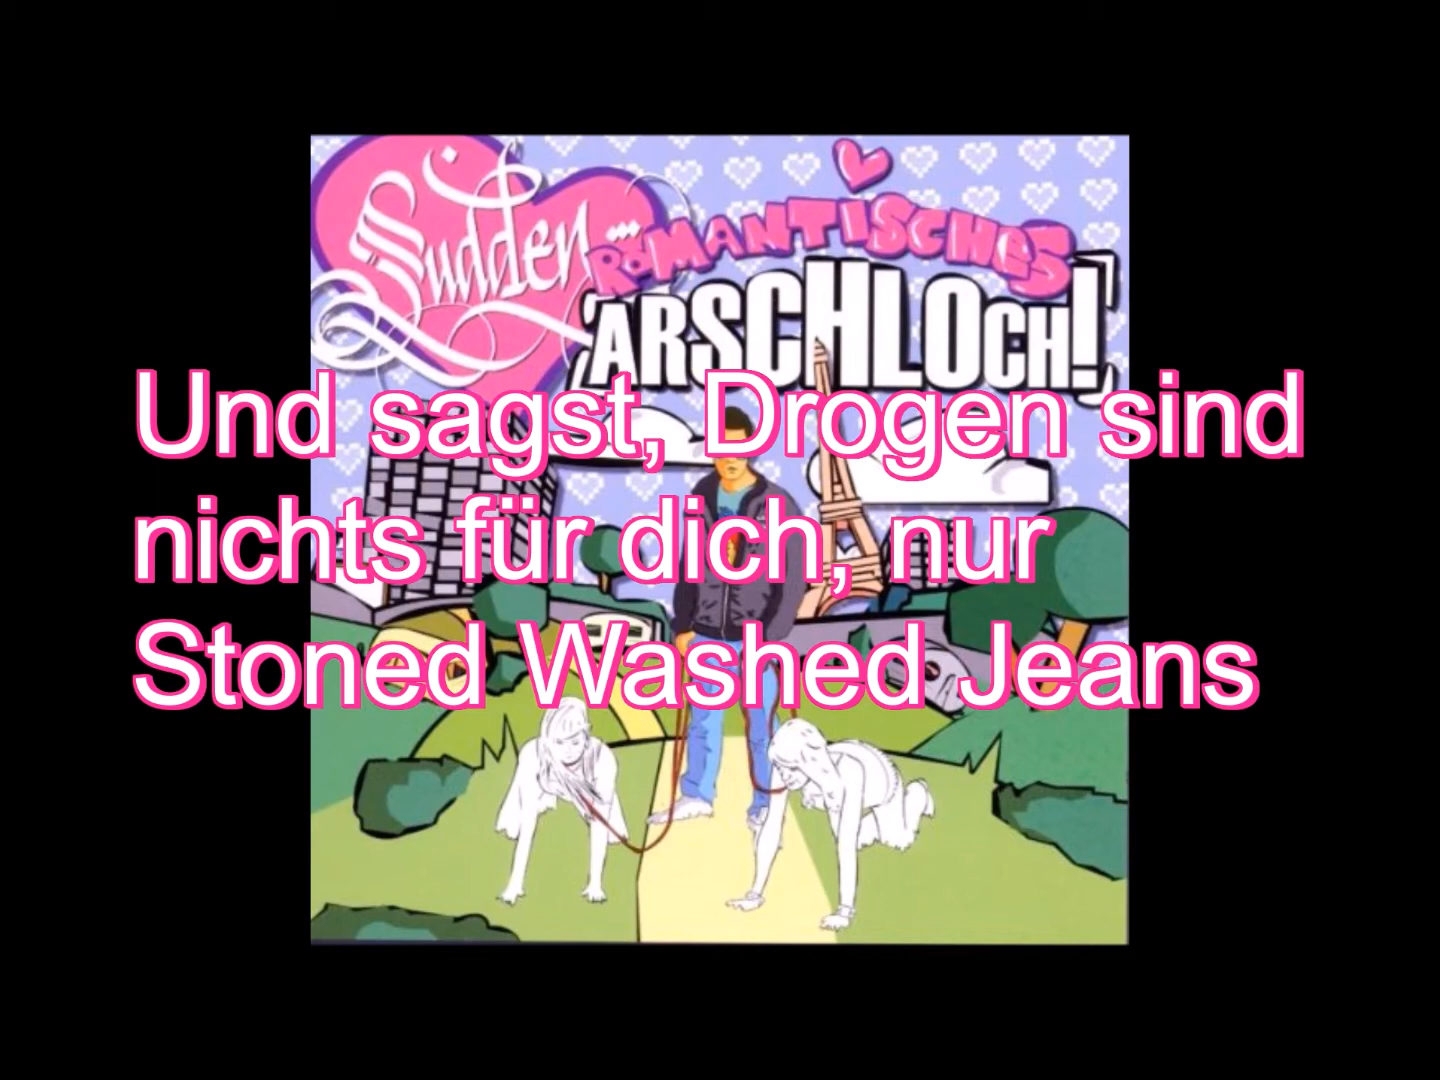 Sudden
...RomANTISCHES
ARSCHLOCH!
Und sagst, Drogen sind
nichts für dich, nur
Stoned Washed Jeans